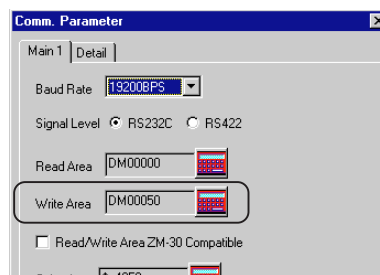 Comm. Parameter
Main 1 Detail
Baud Rate 19200BPS
Signal Level RS232C RS422
Read Area DM00000
Write Area DM00050
Read/Write Area ZM-30 Compatible